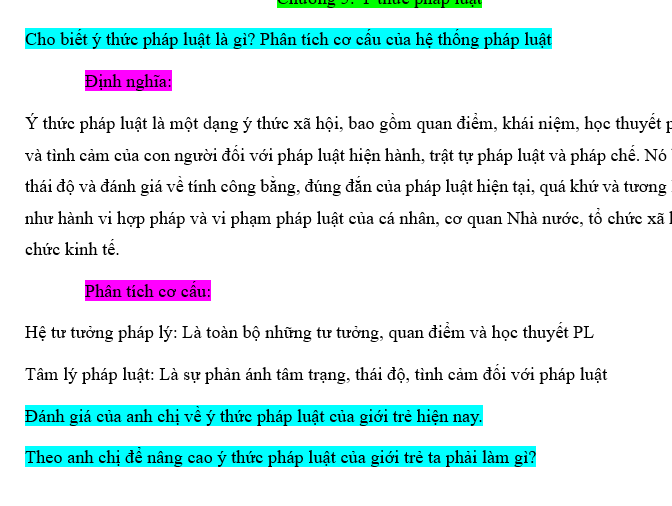 Chương 5: Ý thức pháp luật
Cho biết ý thức pháp luật là gì? Phân tích cơ cấu của hệ thống pháp luật
Định nghĩa:
Ý thức pháp luật là một dạng ý thức xã hội, bao gồm quan điểm, khái niệm, học thuyết
và tình cảm của con người đối với pháp luật hiện hành, trật tự pháp luật và pháp chế. Nó
thái độ và đánh giá về tính công bằng, đúng đắn của pháp luật hiện tại, quá khứ và tương
như hành vi hợp pháp và vi phạm pháp luật của cá nhân, cơ quan Nhà nước, tổ chức xã
chức kinh tế.
Phân tích cơ cấu:
Hệ tư tưởng pháp lý: Là toàn bộ những tư tưởng, quan điểm và học thuyết PL
Tâm lý pháp luật: Là sự phản ánh tâm trạng, thái độ, tình cảm đối với pháp luật
Đánh giá của anh chị về ý thức pháp luật của giới trẻ hiện nay.
Theo anh chị để nâng cao ý thức pháp luật của giới trẻ ta phải làm gì?